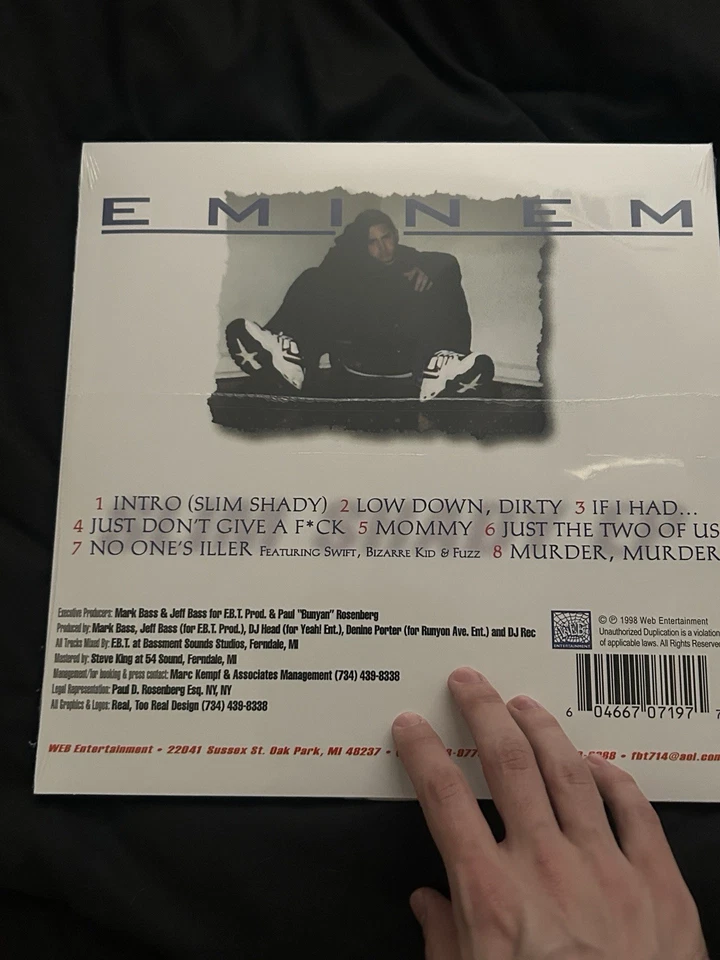 EMINEM
1 INTRO (SLIM SHADY) 2 LOW DOWN, DIRTY 3 IF I HAD...
4 JUST DON'T GIVE A F*CK 5 MOMMY 6 JUST THE TWO OF US
7 NO ONE'S ILLER FEATURING SWIFT, BIZARRE KID & FUZZ 8 MURDER, MURDER
Executive Producers: Mark Bass & Jeff Bass for F.B.T. Prod. & Paul "Bunyan" Rosenberg
Produced by: Mark Bass, Jeff Bass (for F.B.T. Prod.), DJ Head (for Yeah! Ent.), Denine Porter (for Runyon Ave. Ent.) and DJ Rec
All Tracks Mixed By: F.B.T. at Bassment Sounds Studios, Ferndale, MI
Mastered by: Steve King at 54 Sound, Ferndale, MI
Management/for booking & press contact: Marc Kempf & Associates Management (734) 439-8338
Legal Representation: Paul D. Rosenberg Esq. NY, NY
All Graphics & Logos: Real, Too Real Design (734) 439-8338
WEB
ENTERTAINMENT
© ℗ 1998 Web Entertainment
Unauthorized Duplication is a violation
of applicable laws. All Rights Reserve
6 04667 07197 7
WEB Entertainment • 22041 Sussex St. Oak Park, MI 48237 • fbt714@aol.com